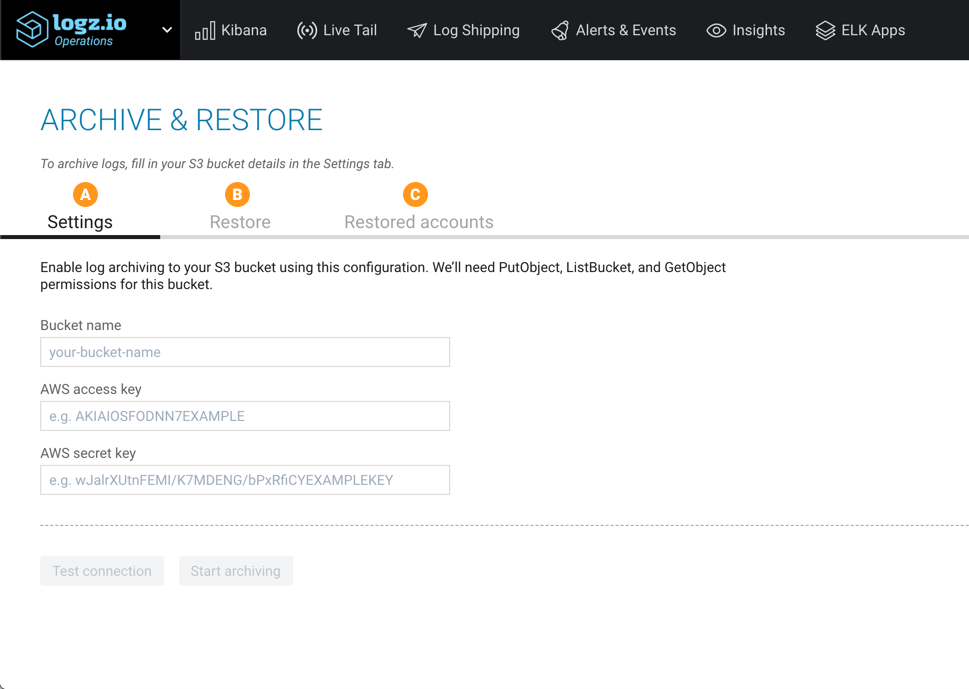 logz.io
Operations
Kibana
Live Tail
Log Shipping
Alerts & Events
Insights
ELK Apps
ARCHIVE & RESTORE
To archive logs, fill in your S3 bucket details in the Settings tab.
A
B
C
Settings
Restore
Restored accounts
Enable log archiving to your S3 bucket using this configuration. We’ll need PutObject, ListBucket, and GetObject
permissions for this bucket.
Bucket name
your-bucket-name
AWS access key
e.g. AKIAIOSFODNN7EXAMPLE
AWS secret key
e.g. wJalrXUtnFEMI/K7MDENG/bPxRfiCYEXAMPLEKEY
Test connection
Start archiving